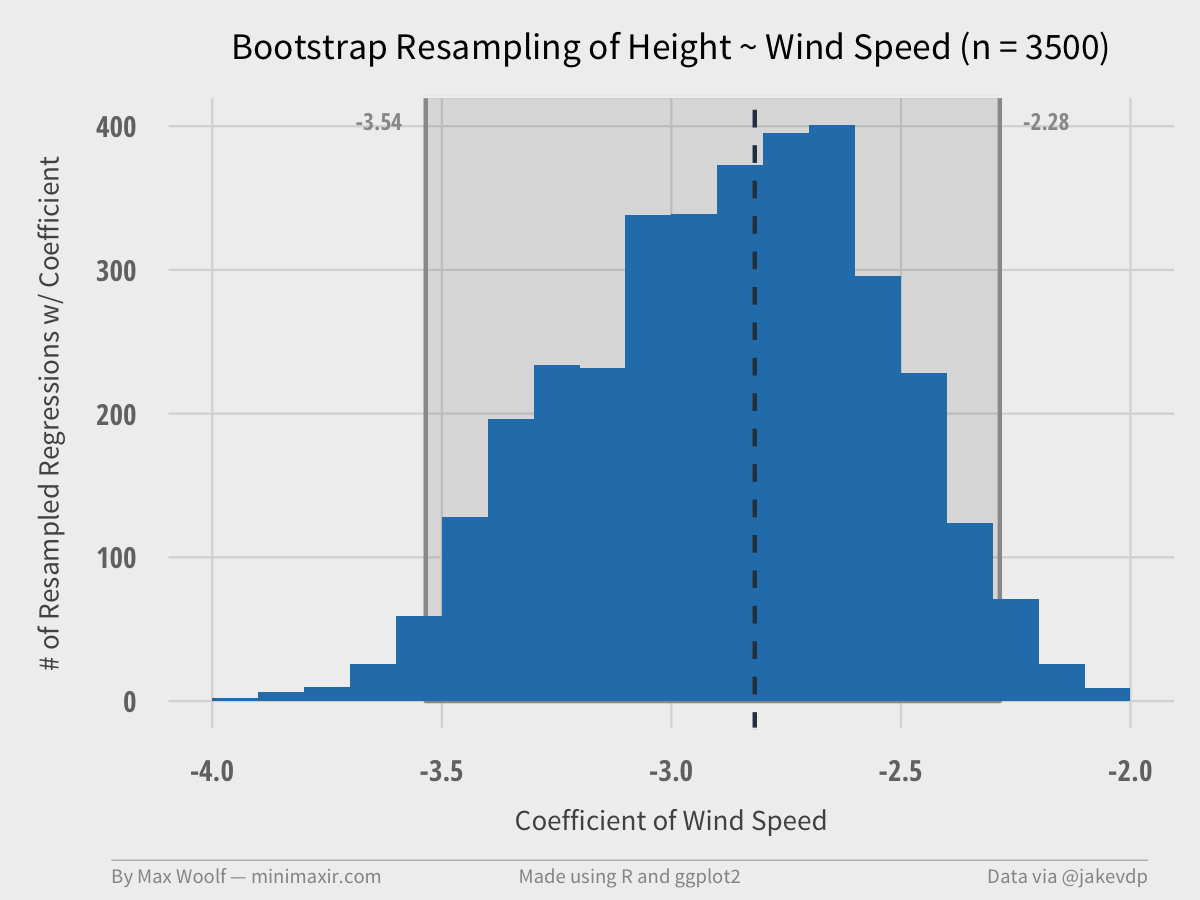 Bootstrap Resampling of Height ~ Wind Speed (n = 3500)
-3.54
-2.28
400
300
200
100
0
# of Resampled Regressions w/ Coefficient
-4.0 -3.5 -3.0 -2.5 -2.0
Coefficient of Wind Speed
By Max Woolf — minimaxir.com Made using R and ggplot2 Data via @jakevdp